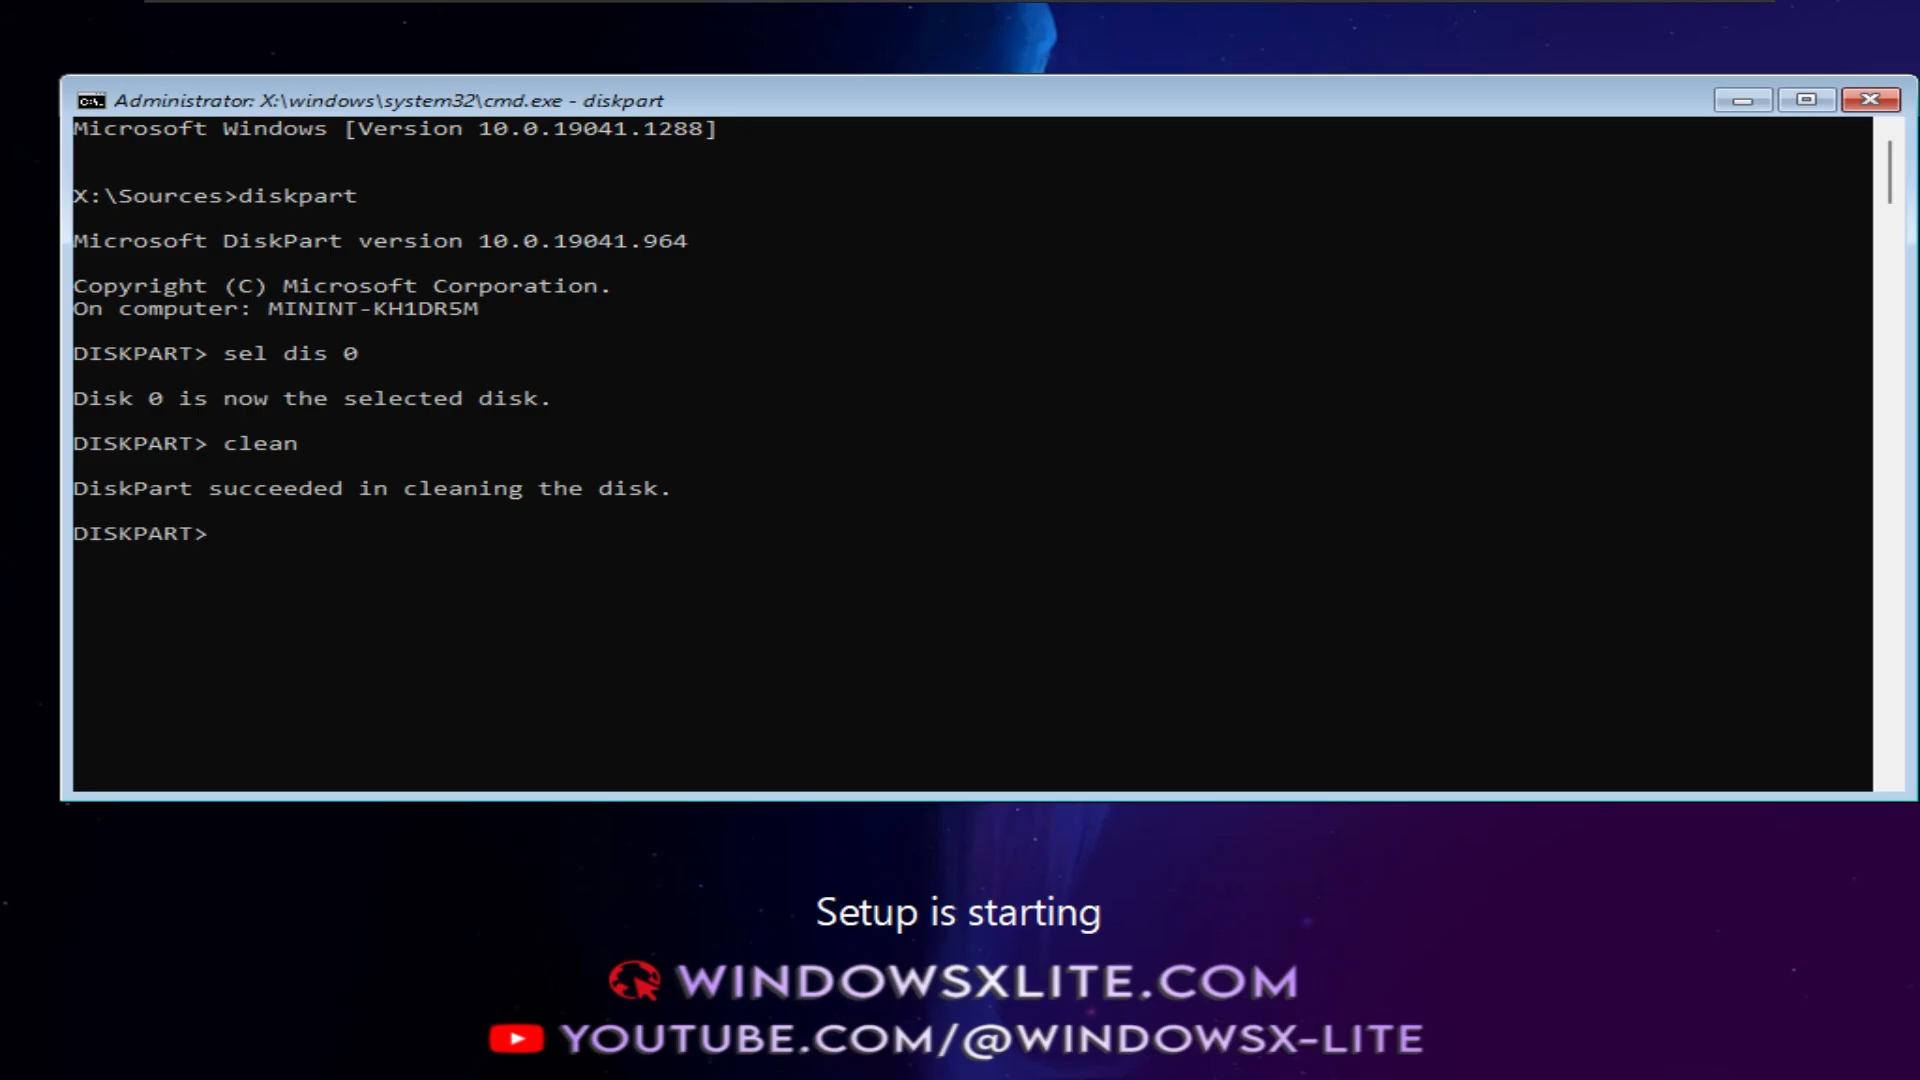 Administrator: X:\windows\system32\cmd.exe - diskpart
Microsoft Windows [Version 10.0.19041.1288]
X:\Sources>diskpart
Microsoft DiskPart version 10.0.19041.964
Copyright (C) Microsoft Corporation.
On computer: MININT-KH1DR5M
DISKPART> sel dis 0
Disk 0 is now the selected disk.
DISKPART> clean
DiskPart succeeded in cleaning the disk.
DISKPART>
Setup is starting
WINDOWSXLITE.COM
YOUTUBE.COM/@WINDOWSX-LITE